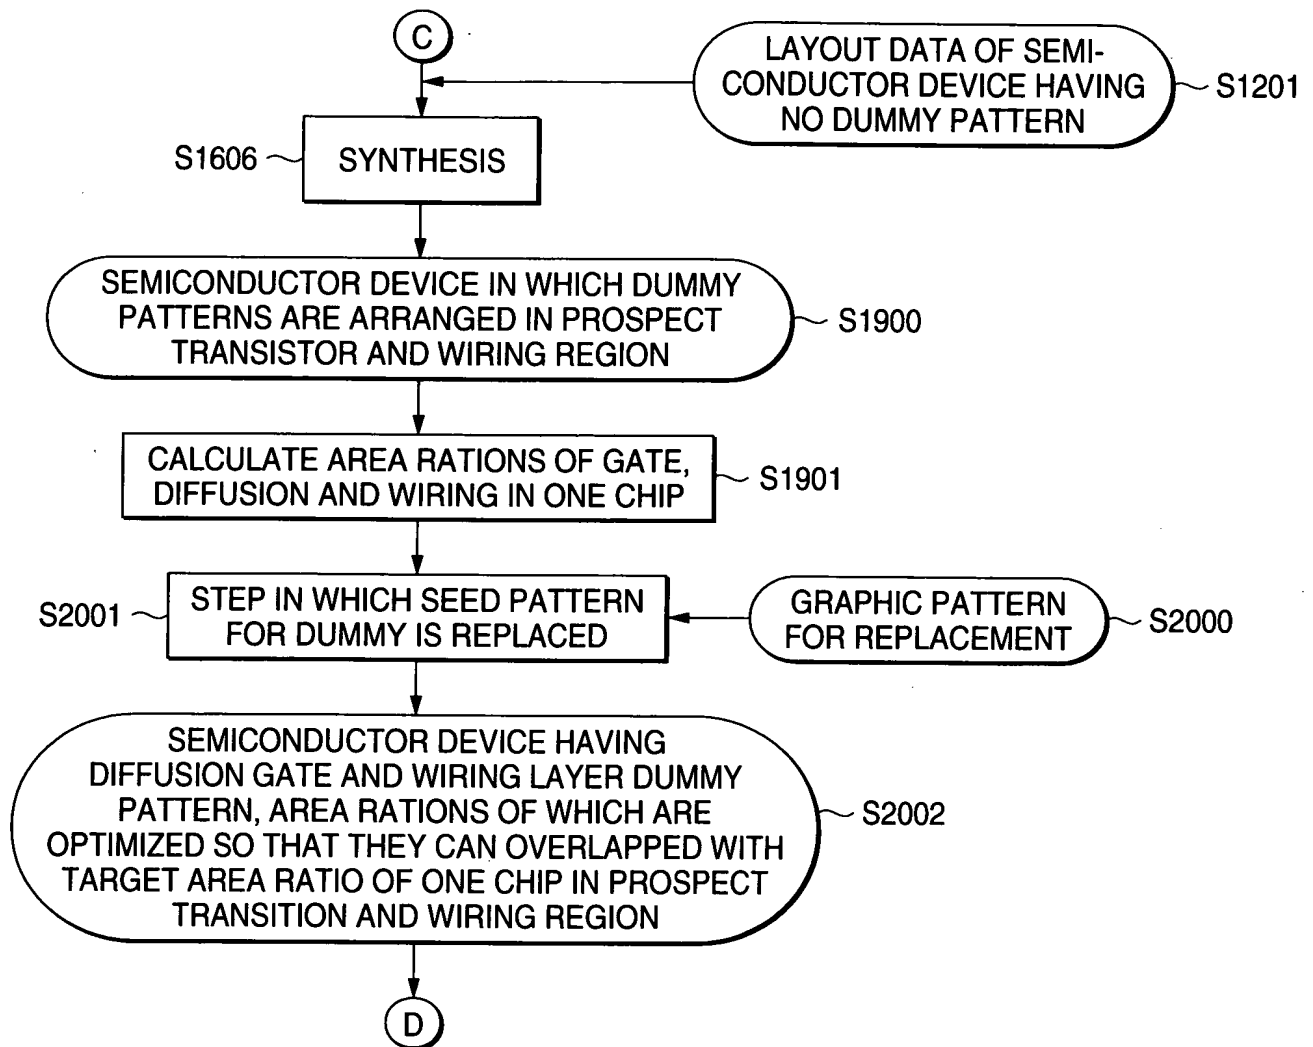 C
LAYOUT DATA OF SEMI-
CONDUCTOR DEVICE HAVING
NO DUMMY PATTERN
S1201
S1606
SYNTHESIS
SEMICONDUCTOR DEVICE IN WHICH DUMMY
PATTERNS ARE ARRANGED IN PROSPECT
TRANSISTOR AND WIRING REGION
S1900
CALCULATE AREA RATIONS OF GATE,
DIFFUSION AND WIRING IN ONE CHIP
S1901
S2001
STEP IN WHICH SEED PATTERN
FOR DUMMY IS REPLACED
GRAPHIC PATTERN
FOR REPLACEMENT
S2000
SEMICONDUCTOR DEVICE HAVING
DIFFUSION GATE AND WIRING LAYER DUMMY
PATTERN, AREA RATIONS OF WHICH ARE
OPTIMIZED SO THAT THEY CAN OVERLAPPED WITH
TARGET AREA RATIO OF ONE CHIP IN PROSPECT
TRANSITION AND WIRING REGION
S2002
D